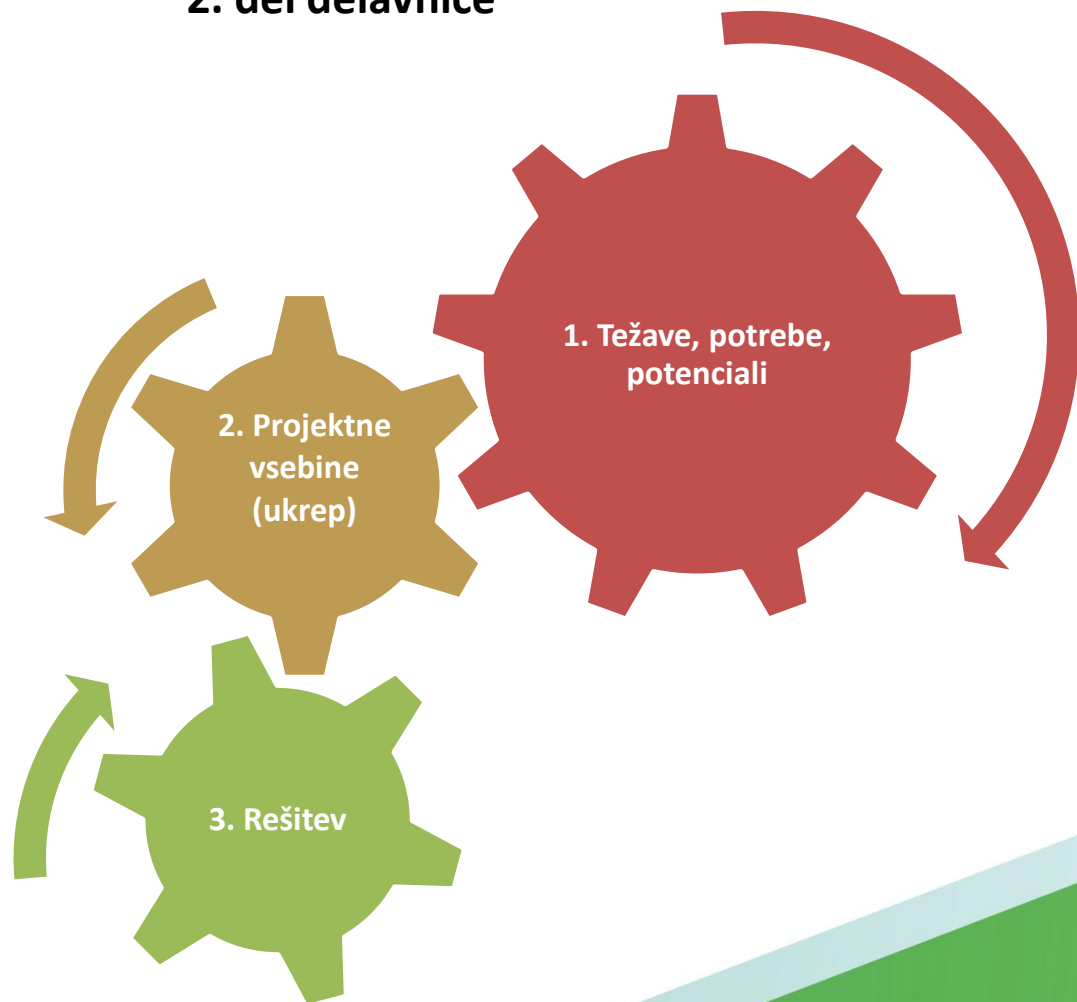 2. del delavnice
1. Težave, potrebe,
potenciali
2. Projektne
vsebine
(ukrep)
3. Rešitev